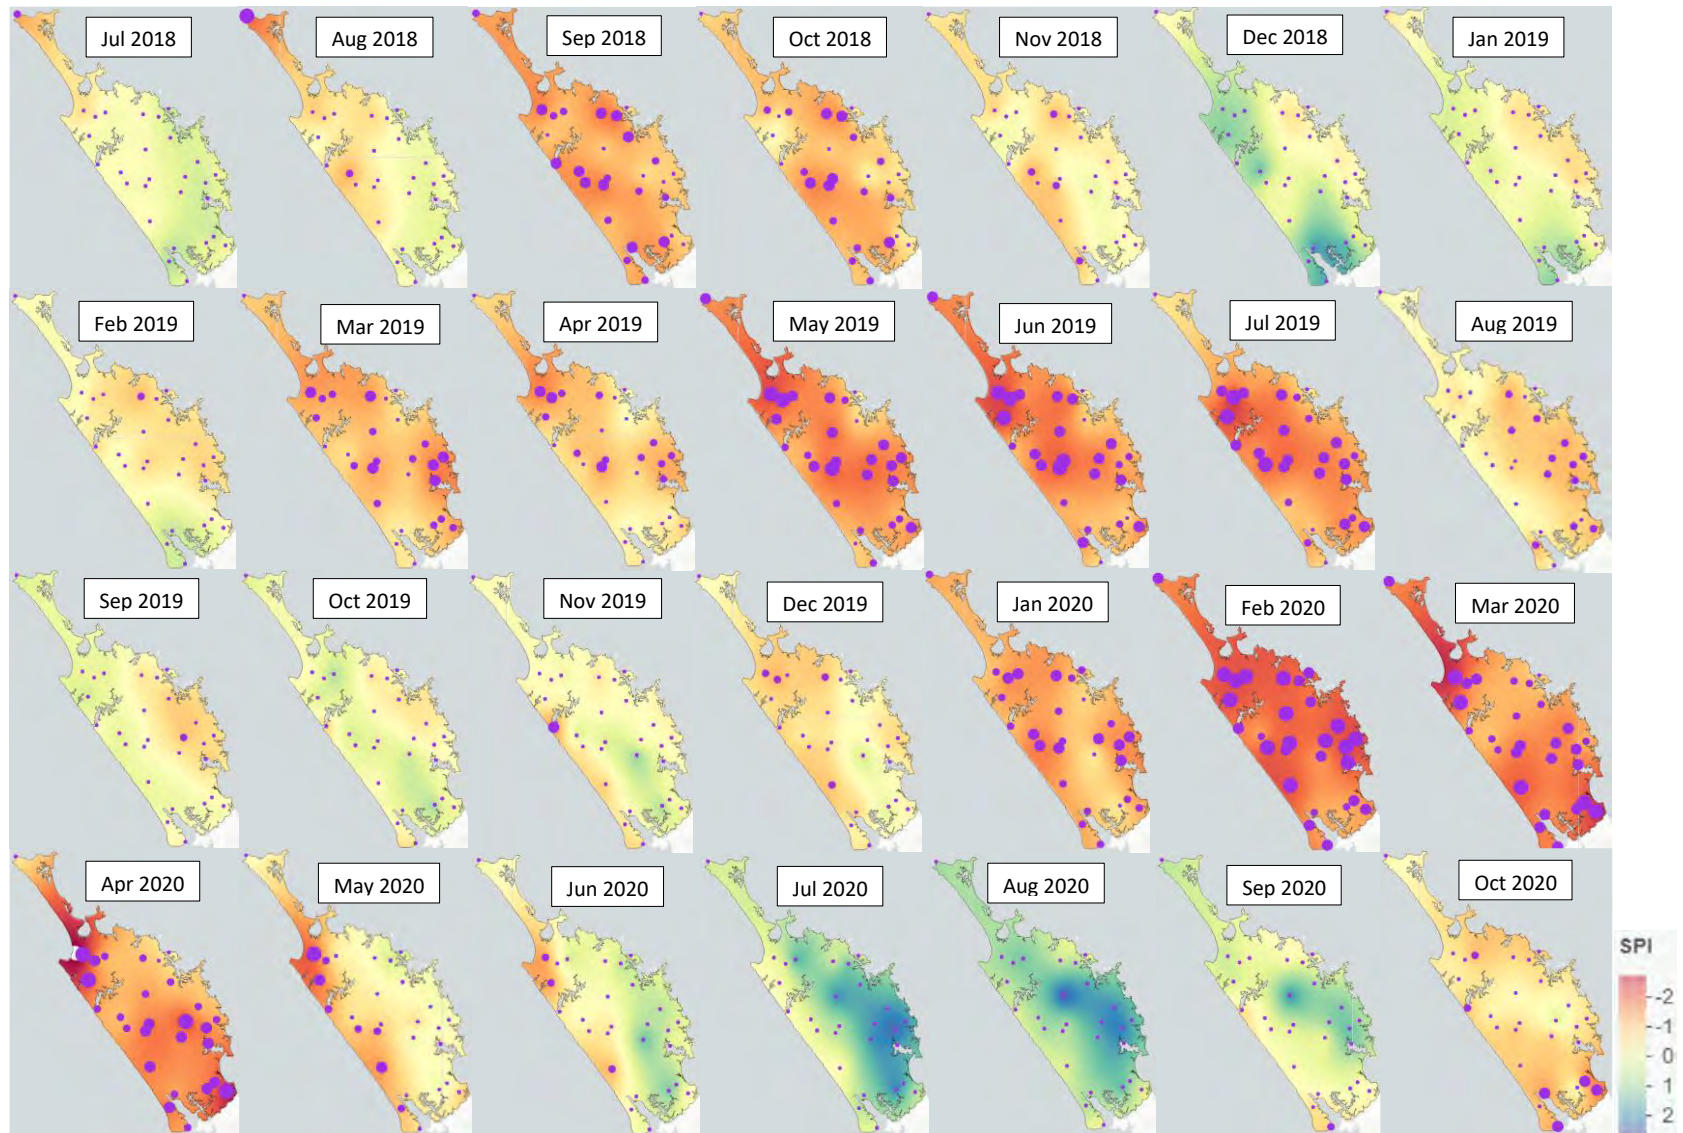 Jul 2018
Aug 2018
Sep 2018
Oct 2018
Nov 2018
Dec 2018
Jan 2019
Feb 2019
Mar 2019
Apr 2019
May 2019
Jun 2019
Jul 2019
Aug 2019
Sep 2019
Oct 2019
Nov 2019
Dec 2019
Jan 2020
Feb 2020
Mar 2020
Apr 2020
May 2020
Jun 2020
Jul 2020
Aug 2020
Sep 2020
Oct 2020
SPI
-2
-1
0
1
2